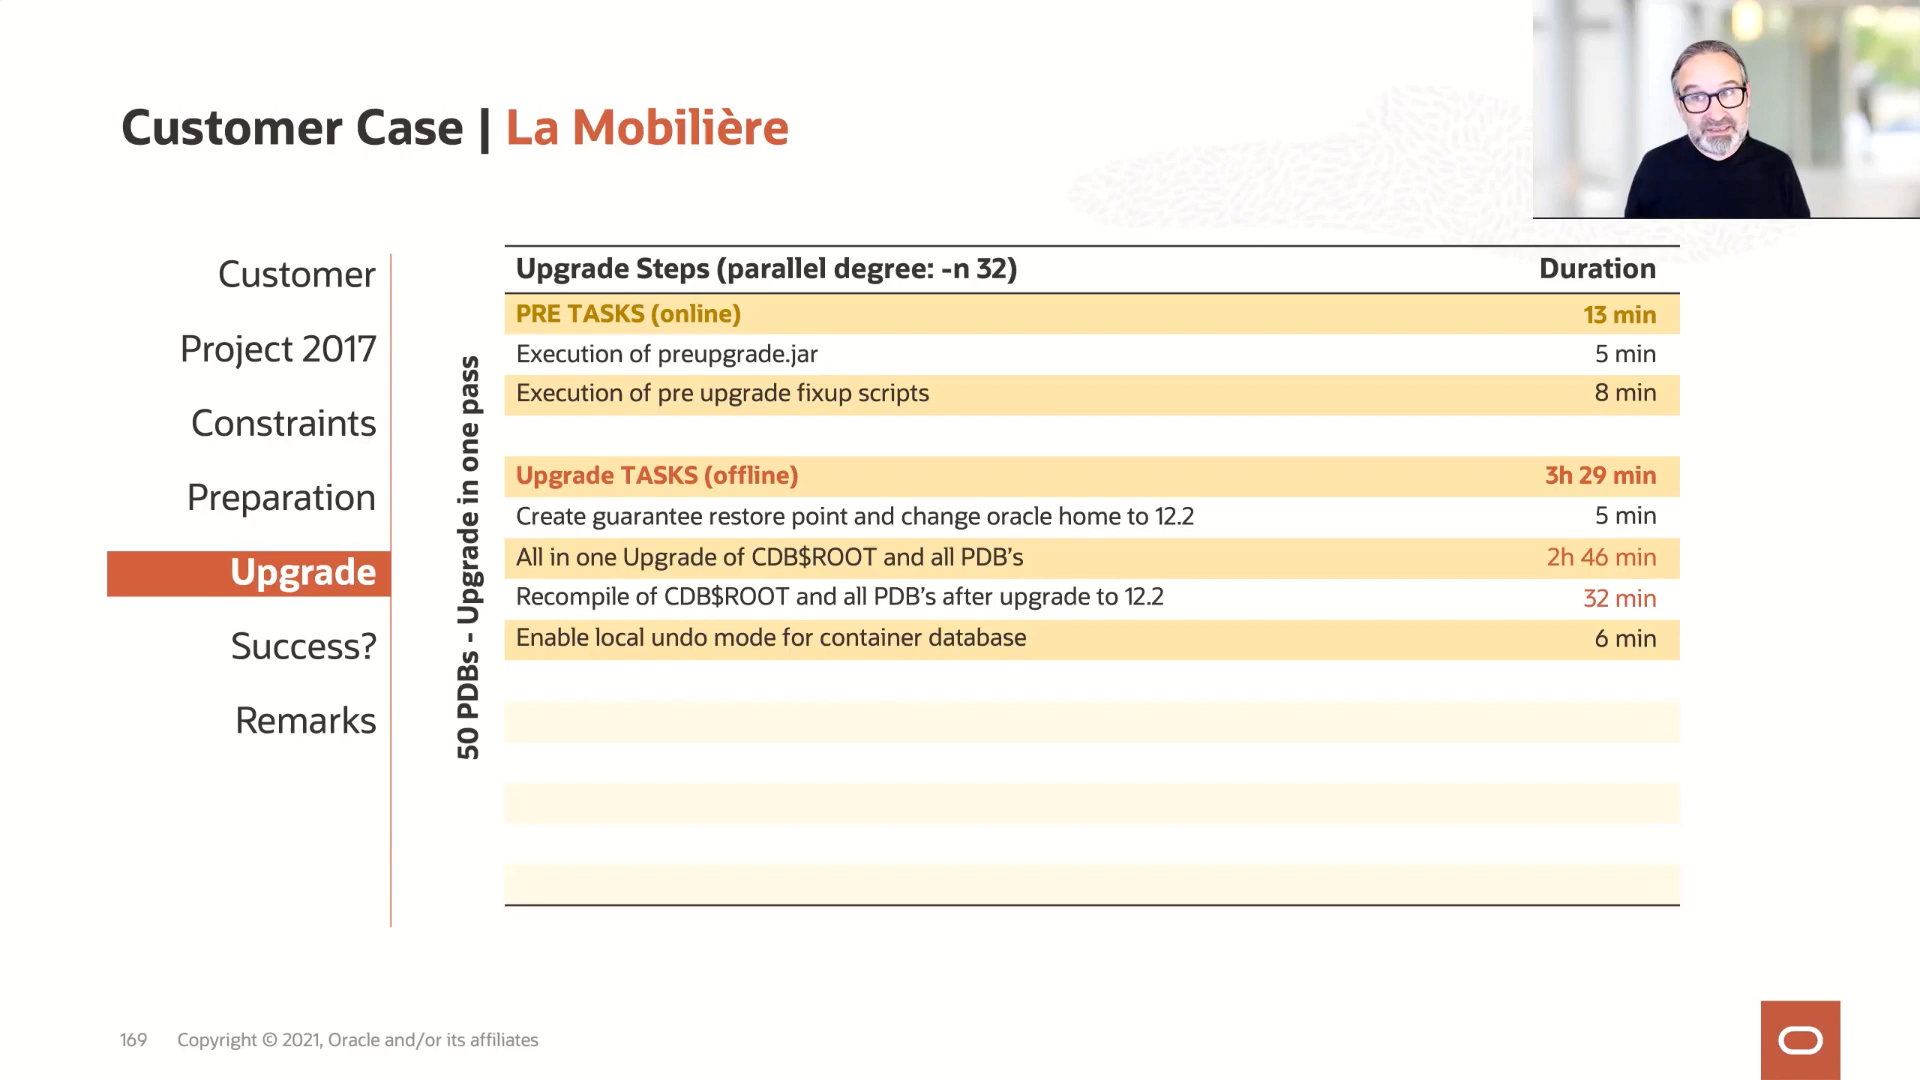 Customer Case | La Mobilière
Customer
Project 2017
Constraints
Preparation
Upgrade
Success?
Remarks
50 PDBs - Upgrade in one pass
Upgrade Steps (parallel degree: -n 32) Duration
PRE TASKS (online) 13 min
Execution of preupgrade.jar 5 min
Execution of pre upgrade fixup scripts 8 min
Upgrade TASKS (offline) 3h 29 min
Create guarantee restore point and change oracle home to 12.2 5 min
All in one Upgrade of CDB$ROOT and all PDB’s 2h 46 min
Recompile of CDB$ROOT and all PDB’s after upgrade to 12.2 32 min
Enable local undo mode for container database 6 min
169 Copyright © 2021, Oracle and/or its affiliates